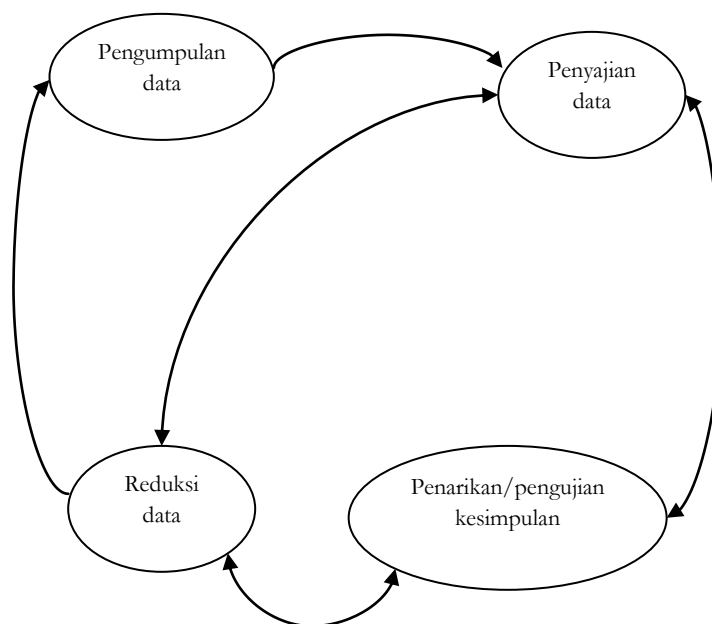 Pengumpulan
data
Penyajian
data
Reduksi
data
Penarikan/pengujian
kesimpulan